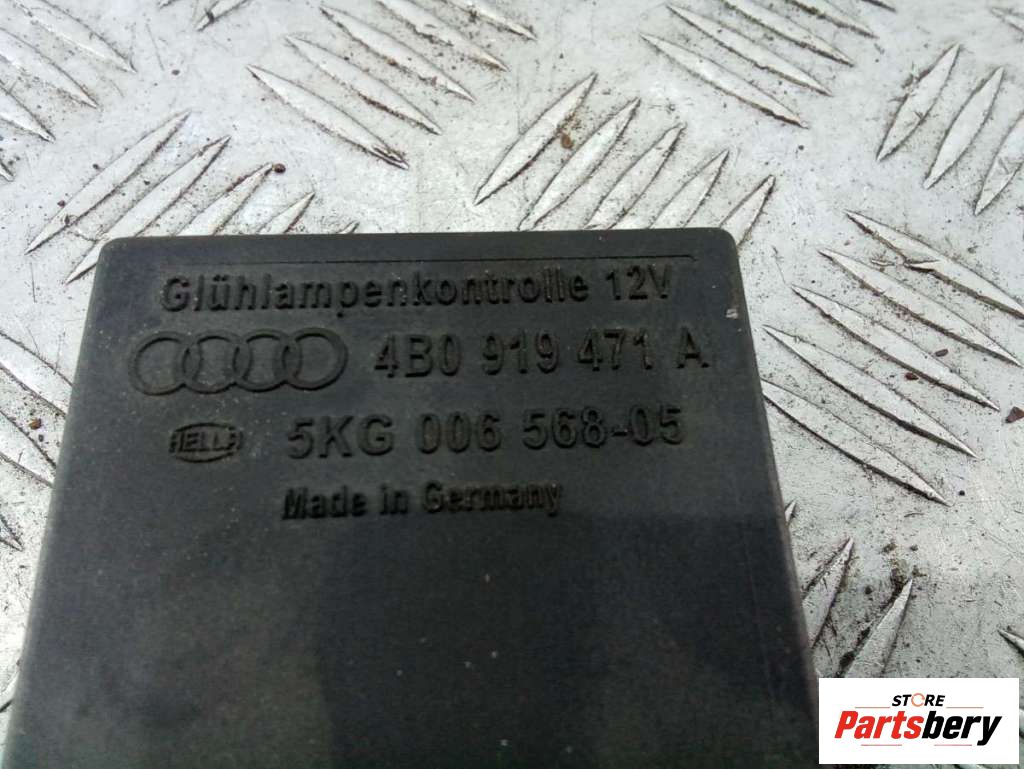 Glühlampenkontrolle 12V
4B0 919 471 A
HELLA 5KG 006 568-05
Made in Germany
STORE
Partsbery